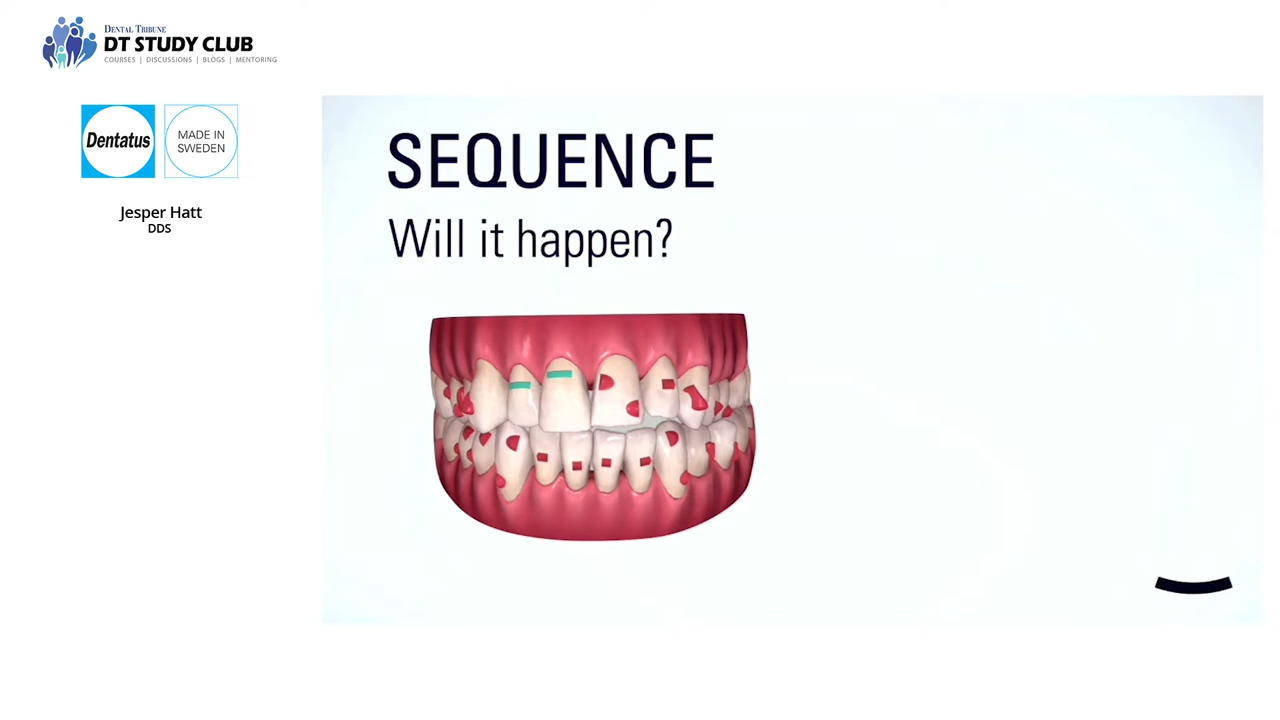 DENTAL TRIBUNE
DT STUDY CLUB
COURSES | DISCUSSIONS | BLOGS | MENTORING
Dentatus
MADE IN
SWEDEN
Jesper Hatt
DDS
SEQUENCE
Will it happen?